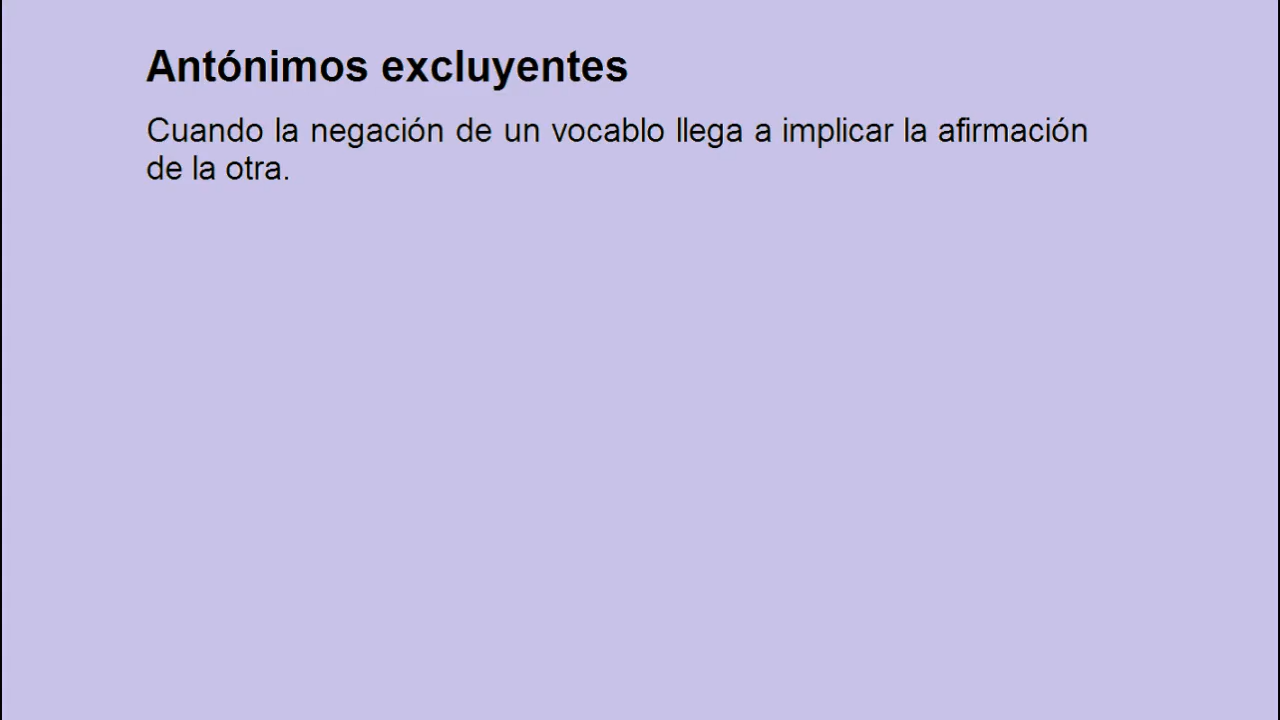 Antónimos excluyentes
Cuando la negación de un vocablo llega a implicar la afirmación
de la otra.